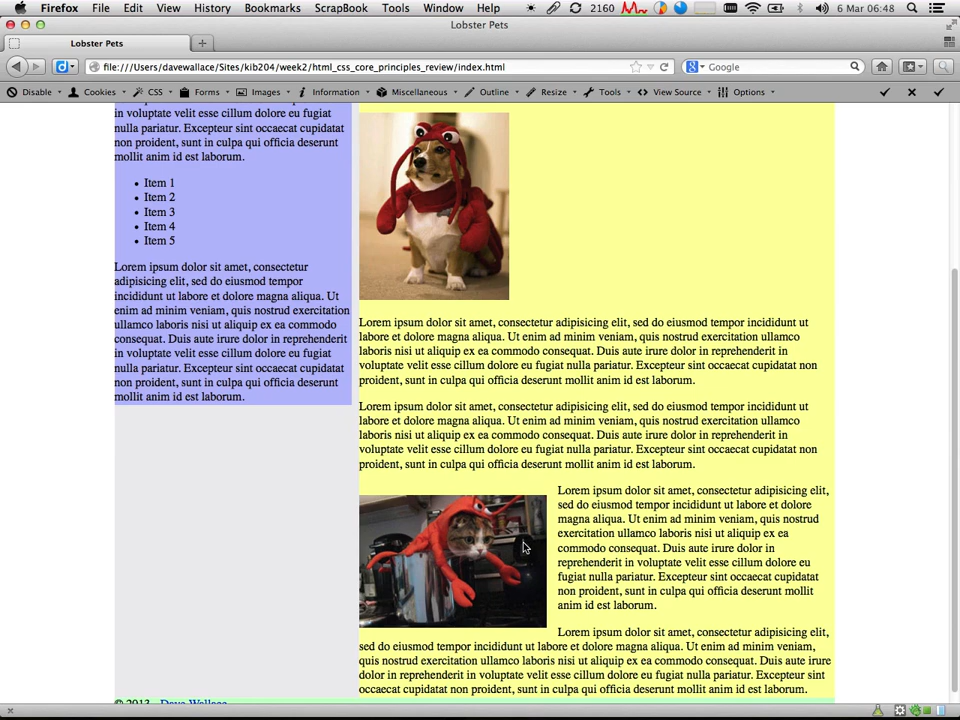 Firefox File Edit View History Bookmarks ScrapBook Tools Window Help 2160 6 Mar 06:48
Lobster Pets
Lobster Pets
file:///Users/davewallace/Sites/kib204/week2/html_css_core_principles_review/index.html Google
Disable Cookies CSS Forms Images Information Miscellaneous Outline Resize Tools View Source Options
in voluptate velit esse cillum dolore eu fugiat
nulla pariatur. Excepteur sint occaecat cupidatat
non proident, sunt in culpa qui officia deserunt
mollit anim id est laborum.
Item 1
Item 2
Item 3
Item 4
Item 5
Lorem ipsum dolor sit amet, consectetur
adipisicing elit, sed do eiusmod tempor
incididunt ut labore et dolore magna aliqua. Ut
enim ad minim veniam, quis nostrud exercitation
ullamco laboris nisi ut aliquip ex ea commodo
consequat. Duis aute irure dolor in reprehenderit
in voluptate velit esse cillum dolore eu fugiat
nulla pariatur. Excepteur sint occaecat cupidatat
non proident, sunt in culpa qui officia deserunt
mollit anim id est laborum.
Lorem ipsum dolor sit amet, consectetur adipisicing elit, sed do eiusmod tempor incididunt ut
labore et dolore magna aliqua. Ut enim ad minim veniam, quis nostrud exercitation ullamco
laboris nisi ut aliquip ex ea commodo consequat. Duis aute irure dolor in reprehenderit in
voluptate velit esse cillum dolore eu fugiat nulla pariatur. Excepteur sint occaecat cupidatat non
proident, sunt in culpa qui officia deserunt mollit anim id est laborum.
Lorem ipsum dolor sit amet, consectetur adipisicing elit, sed do eiusmod tempor incididunt ut
labore et dolore magna aliqua. Ut enim ad minim veniam, quis nostrud exercitation ullamco
laboris nisi ut aliquip ex ea commodo consequat. Duis aute irure dolor in reprehenderit in
voluptate velit esse cillum dolore eu fugiat nulla pariatur. Excepteur sint occaecat cupidatat non
proident, sunt in culpa qui officia deserunt mollit anim id est laborum.
Lorem ipsum dolor sit amet, consectetur adipisicing elit,
sed do eiusmod tempor incididunt ut labore et dolore
magna aliqua. Ut enim ad minim veniam, quis nostrud
exercitation ullamco laboris nisi ut aliquip ex ea
commodo consequat. Duis aute irure dolor in
reprehenderit in voluptate velit esse cillum dolore eu
fugiat nulla pariatur. Excepteur sint occaecat cupidatat
non proident, sunt in culpa qui officia deserunt mollit
anim id est laborum.
Lorem ipsum dolor sit amet, consectetur adipisicing elit,
sed do eiusmod tempor incididunt ut labore et dolore magna aliqua. Ut enim ad minim veniam,
quis nostrud exercitation ullamco laboris nisi ut aliquip ex ea commodo consequat. Duis aute
irure dolor in reprehenderit in voluptate velit esse cillum dolore eu fugiat nulla pariatur.
Excepteur sint occaecat cupidatat non proident, sunt in culpa qui officia deserunt mollit anim id est laborum.
© 2013 Dave Wallace